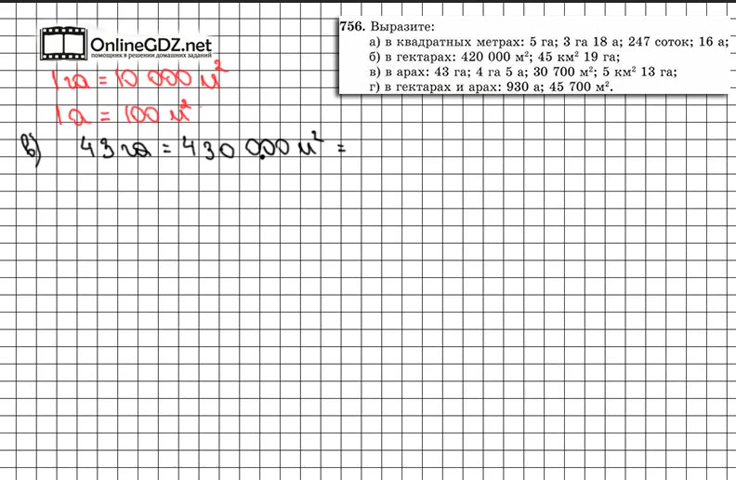 OnlineGDZ.net
помощник в решении домашних заданий
756. Выразите:
а) в квадратных метрах: 5 га; 3 га 18 а; 247 соток; 16 а;
б) в гектарах: 420 000 м²; 45 км² 19 га;
в) в арах: 43 га; 4 га 5 а; 30 700 м²; 5 км² 13 га;
г) в гектарах и арах: 930 а; 45 700 м².
1 га = 10 000 м²
1 а = 100 м²
в) 43 га = 430 000 м² =